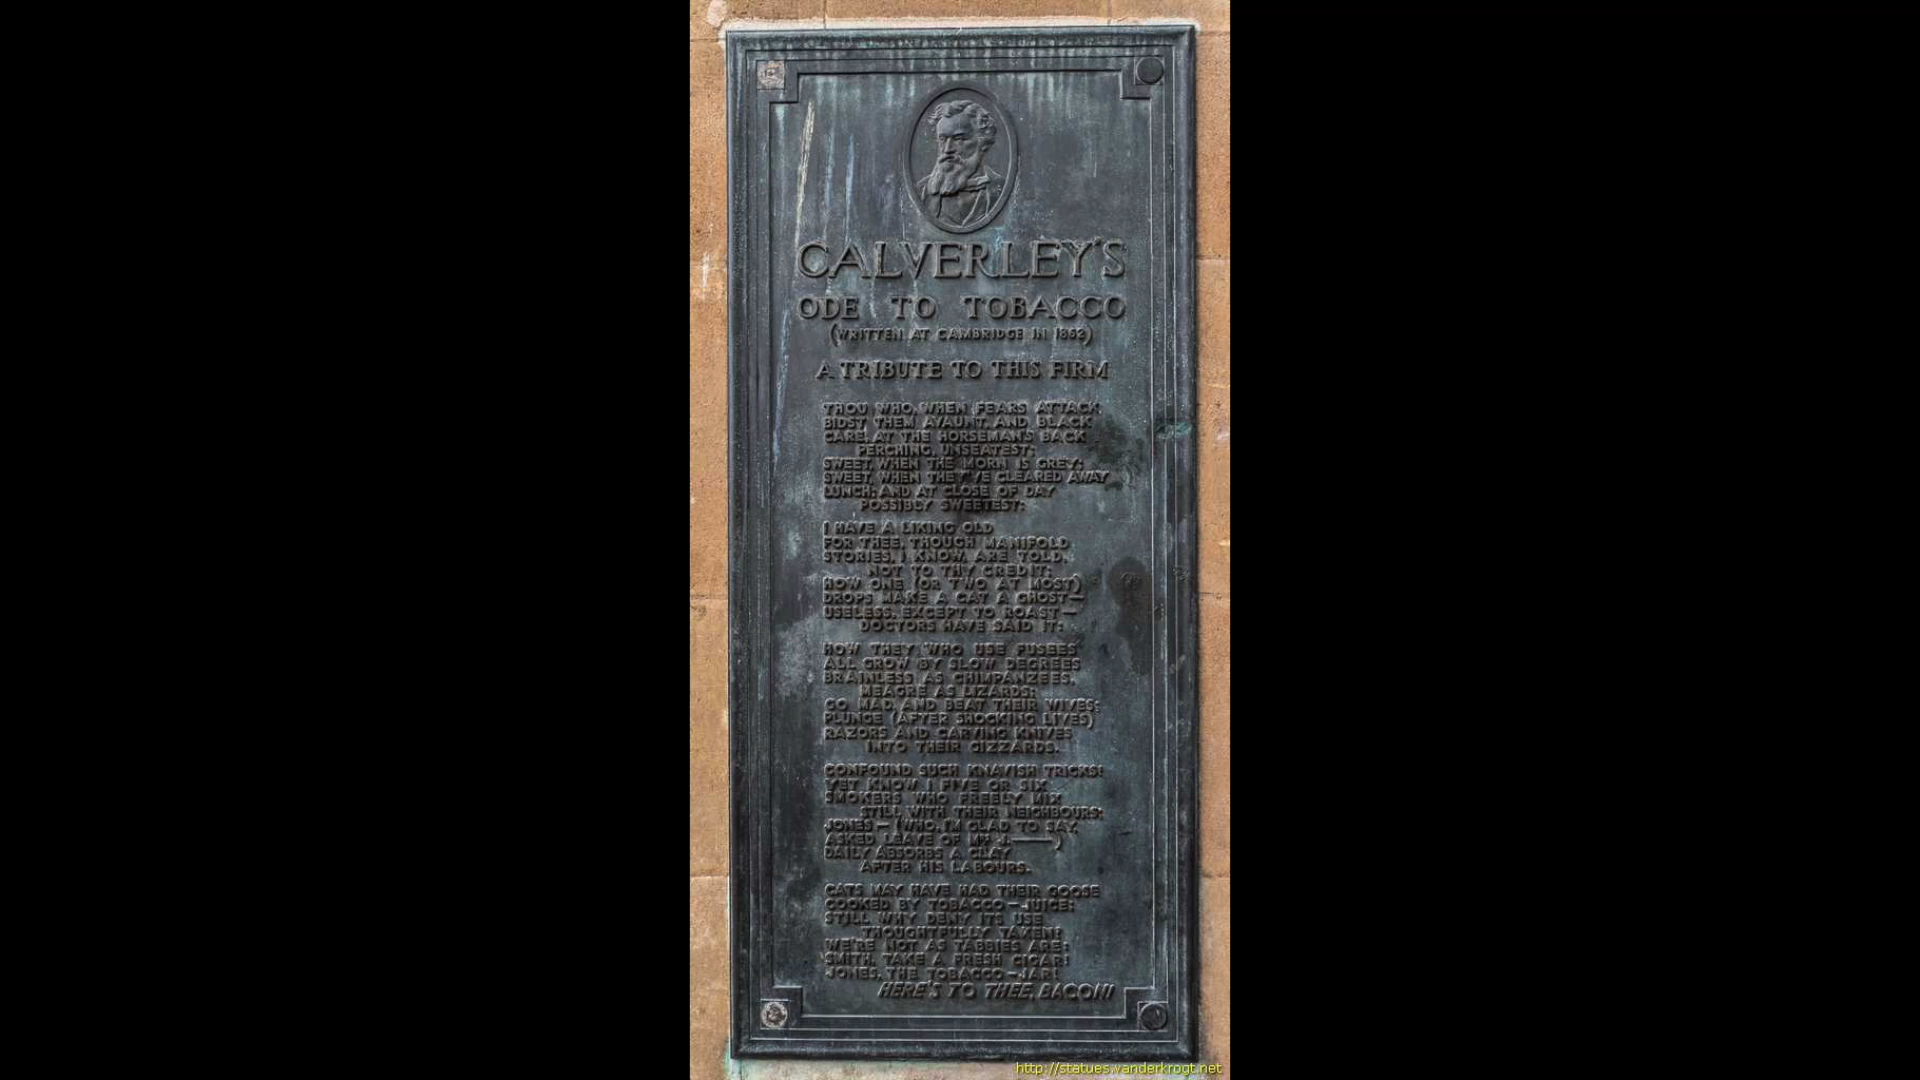 CALVERLEY'S
ODE TO TOBACCO
(WRITTEN AT CAMBRIDGE IN 1862)
A TRIBUTE TO THIS FIRM
THOU WHO, WHEN FEARS ATTACK,
BIDST THEM AVAUNT, AND BLACK
CARE, AT THE HORSEMAN'S BACK
PERCHING, UNSEATEST;
SWEET, WHEN THE MORN IS GREY;
SWEET, WHEN THEY'VE CLEARED AWAY
LUNCH; AND AT CLOSE OF DAY
POSSIBLY SWEETEST:
I HAVE A LIKING OLD
FOR THEE, THOUGH MANIFOLD
STORIES, I KNOW, ARE TOLD,
NOT TO THY CREDIT;
HOW ONE (OR TWO AT MOST)
DROPS MAKE A CAT A GHOST—
USELESS, EXCEPT TO ROAST—
DOCTORS HAVE SAID IT:
HOW THEY WHO USE FUSEES
ALL GROW BY SLOW DEGREES
BRAINLESS AS CHIMPANZEES,
MEAGRE AS LIZARDS;
GO MAD, AND BEAT THEIR WIVES;
PLUNGE (AFTER SHOCKING LIVES)
RAZORS AND CARVING KNIVES
INTO THEIR GIZZARDS.
CONFOUND SUCH KNAVISH TRICKS!
YET KNOW I FIVE OR SIX
SMOKERS WHO FREELY MIX
STILL WITH THEIR NEIGHBOURS;
JONES—(WHO, I'M GLAD TO SAY,
ASKED LEAVE OF MRS J.——)
DAILY ABSORBS A CLAY
AFTER HIS LABOURS.
CATS MAY HAVE HAD THEIR GOOSE
COOKED BY TOBACCO-JUICE;
STILL WHY DENY ITS USE
THOUGHTFULLY TAKEN?
WE'RE NOT AS TABBIES ARE:
SMITH, TAKE A FRESH CIGAR!
JONES, THE TOBACCO-JAR!
HERE'S TO THEE, BACON!
http://statues.vanderkrogt.net